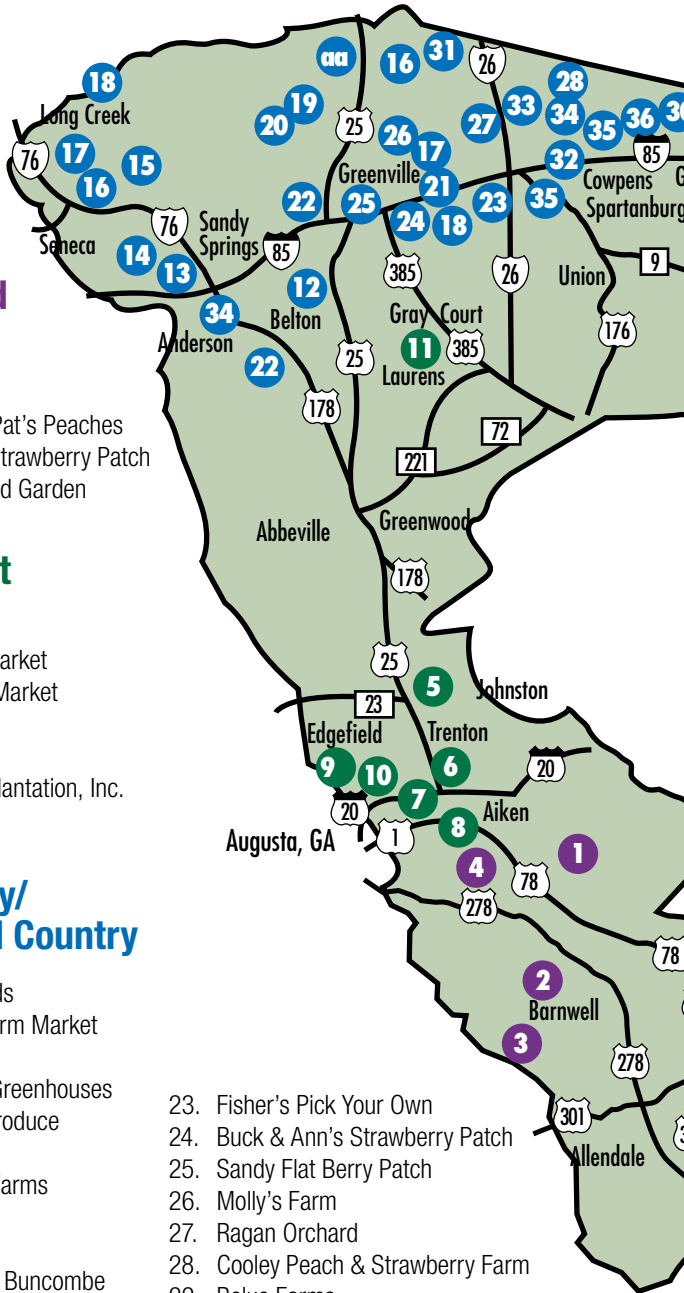 aa
16
31
26
28
18
19
20
25
26
17
27
33
34
35
36
Long Creek
76
17
16
15
Greenville
21
32
85
Cowpens
Spartanburg
22
25
24
18
23
35
76
Sandy
Springs
85
Seneca
14
13
12
Belton
385
26
Union
9
34
Anderson
22
Gray Court
11
385
Laurens
25
176
178
72
221
Pat's Peaches
Strawberry Patch
Abbeville
Greenwood
178
25
5
Johnston
23
Edgefield
Trenton
9
10
6
20
7
20
Aiken
8
Augusta, GA
1
4
1
78
278
78
Country
2
Barnwell
3
278
Farm Market
Greenhouses
301
Allendale
Plantation, Inc.
Market
Market
Garden
Farms
Buncombe
23. Fisher's Pick Your Own
24. Buck & Ann's Strawberry Patch
25. Sandy Flat Berry Patch
26. Molly's Farm
27. Ragan Orchard
28. Cooley Peach & Strawberry Farm